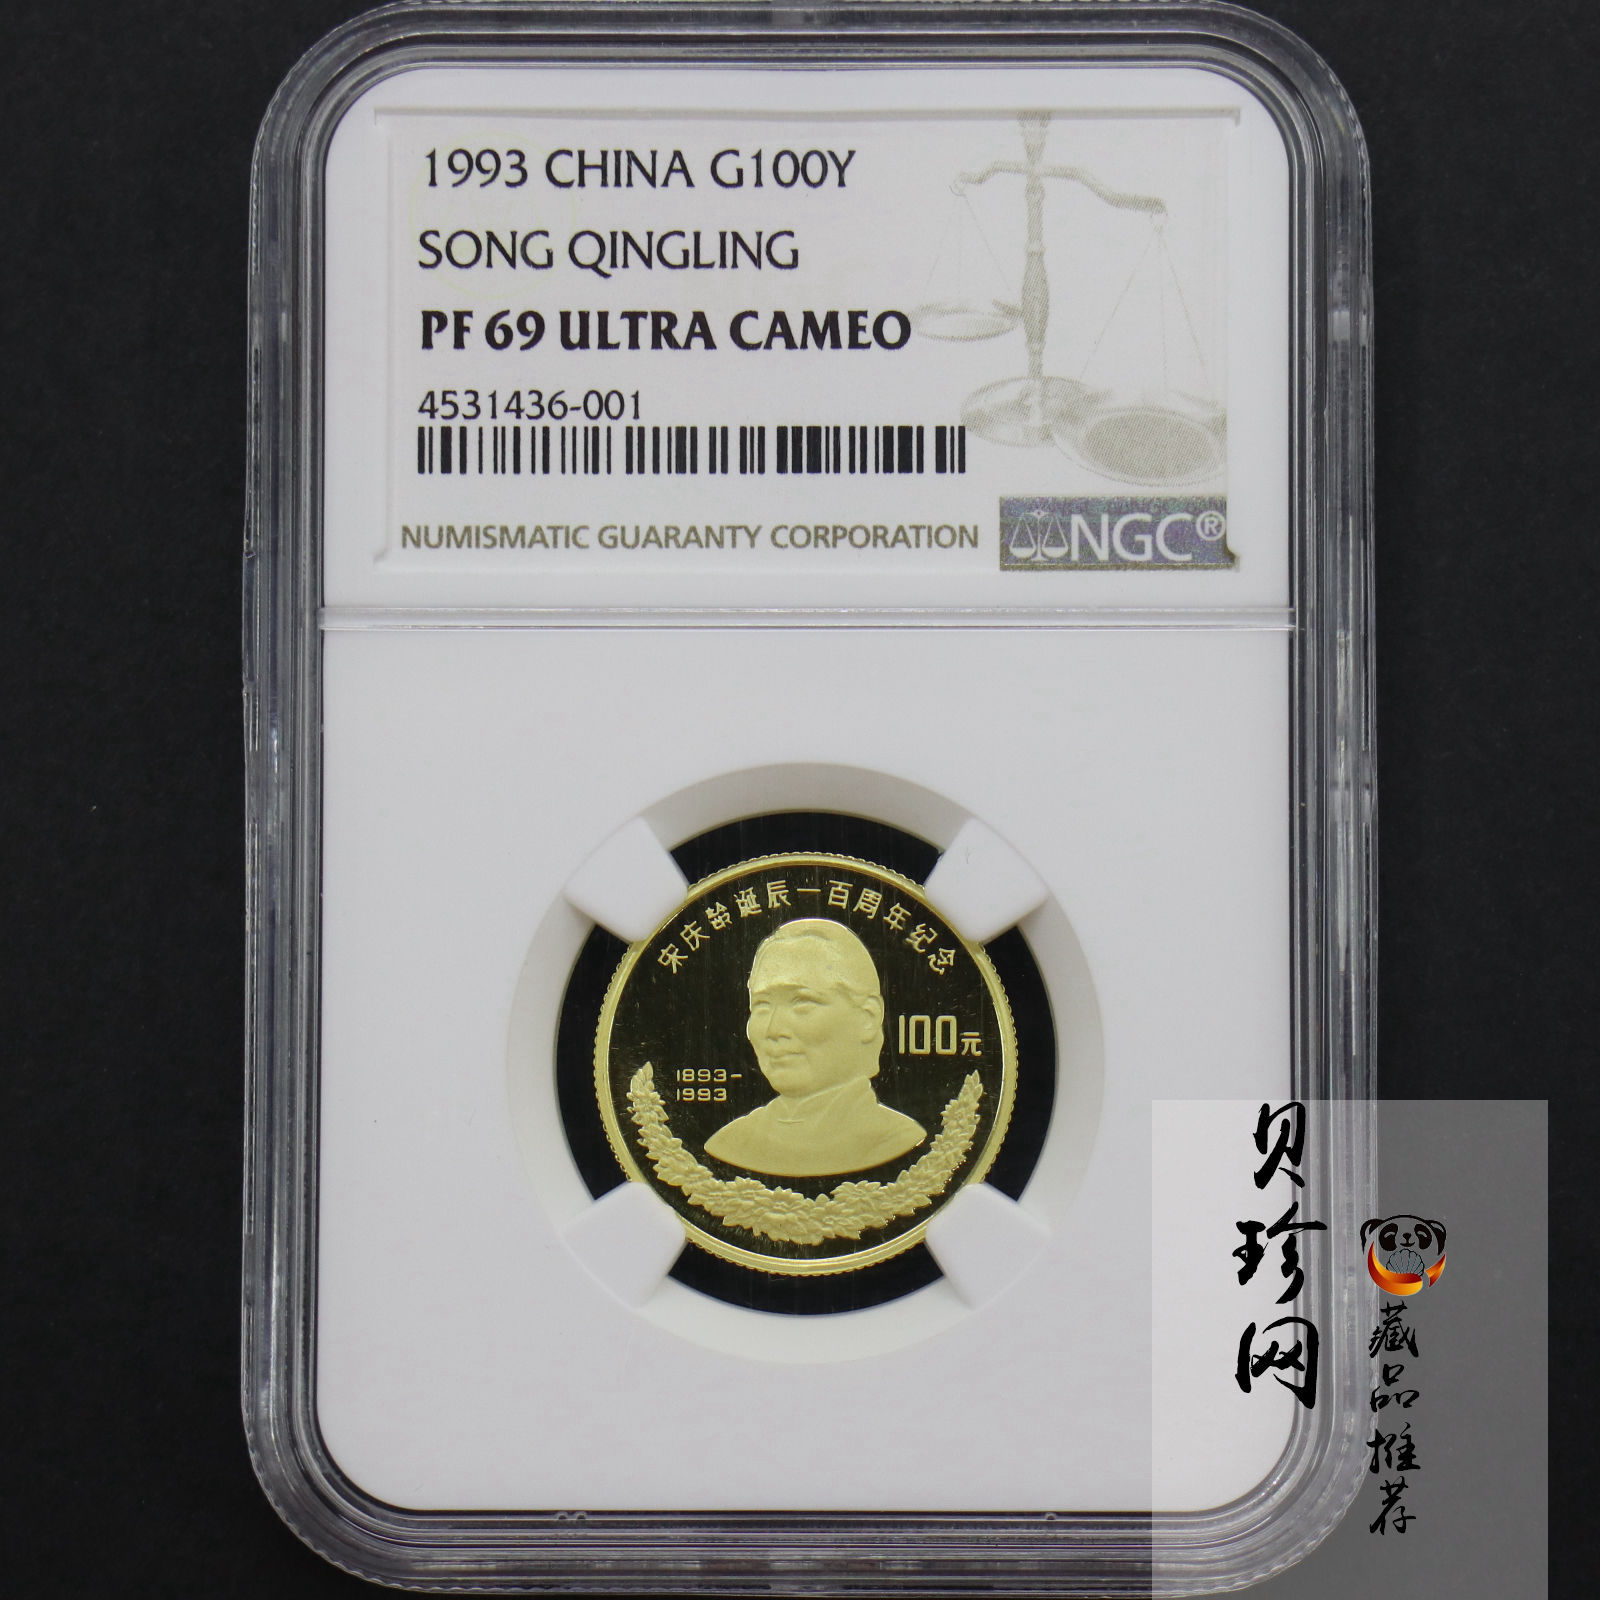 1993 CHINA G100Y
SONG QINGLING
PF 69 ULTRA CAMEO
4531436-001
NUMISMATIC GUARANTY CORPORATION
NGC®
宋庆龄诞辰一百周年纪念
100元
1893-
1993
贝珍网
藏品推荐